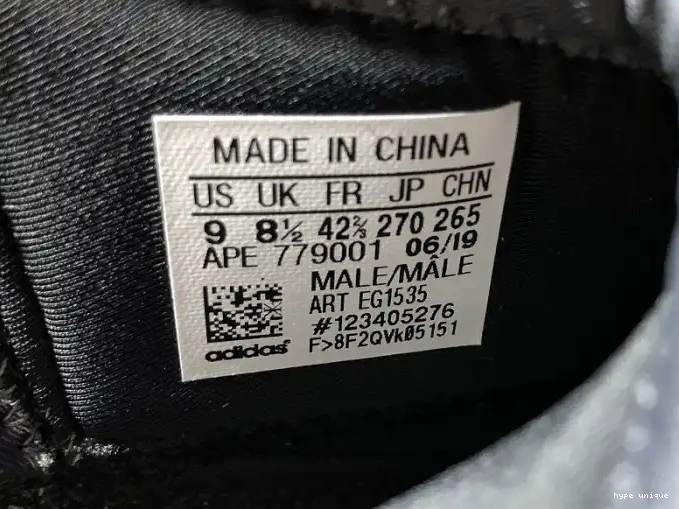 MADE IN CHINA
US UK FR JP CHN
9 8½ 42⅔ 270 265
APE 779001 06/19
MALE/MÂLE
ART EG1535
#123405276
adidas F>8F2QVkØ5151
hype unique